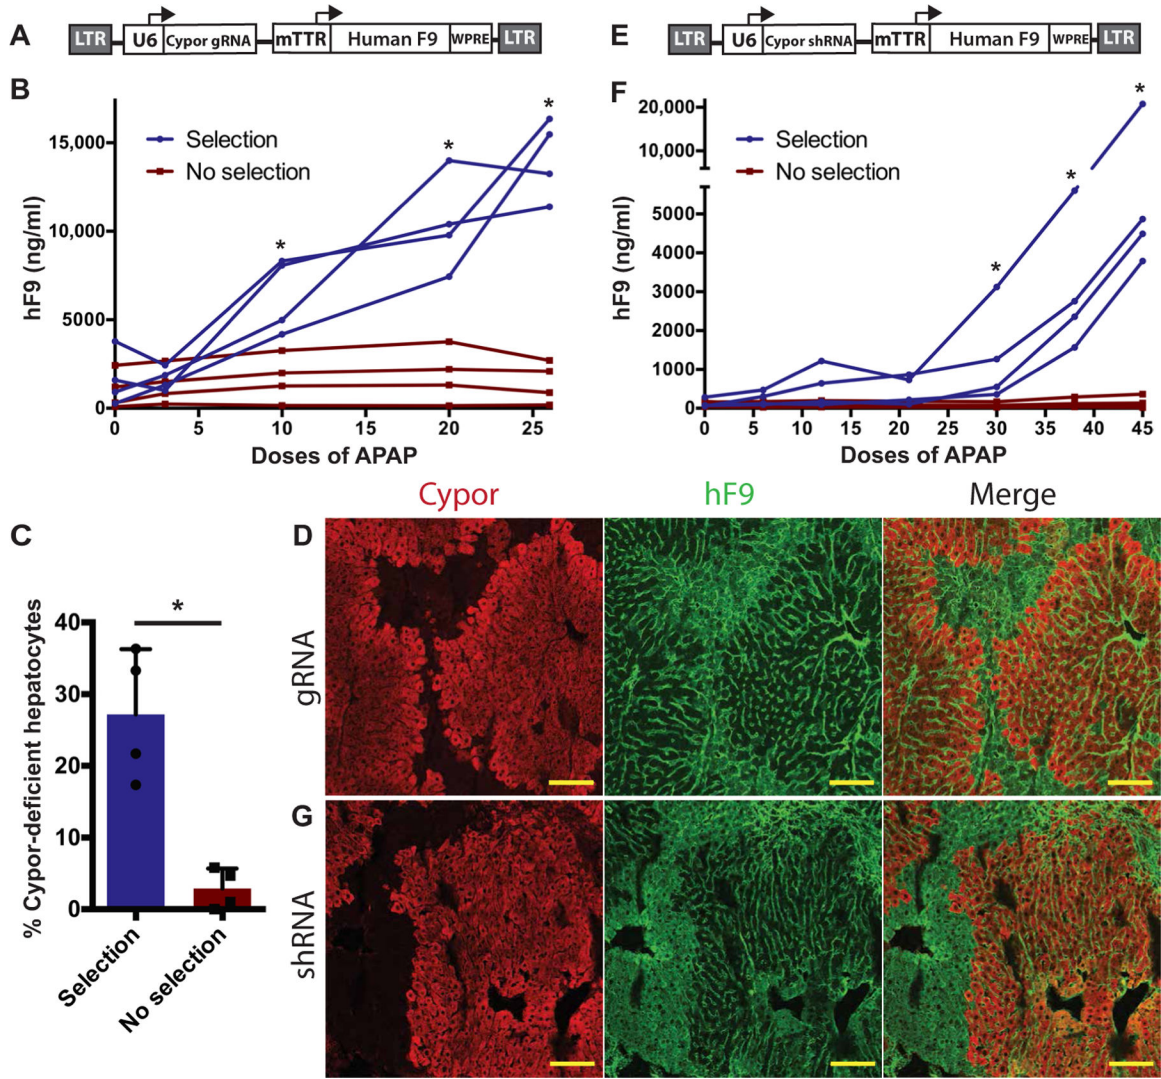 A LTR U6 Cypor gRNA mTTR Human F9 WPRE LTR
E LTR U6 Cypor shRNA mTTR Human F9 WPRE LTR
B
hF9 (ng/ml)
15,000
10,000
5000
0
Selection
No selection
* * *
0 5 10 15 20 25
Doses of APAP
F
hF9 (ng/ml)
20,000
10,000
5000
4000
3000
2000
1000
0
Selection
No selection
* * *
0 5 10 15 20 25 30 35 40 45
Doses of APAP
C
% Cypor-deficient hepatocytes
40
30
20
10
0
*
Selection
No selection
Cypor hF9 Merge
D
gRNA
G
shRNA